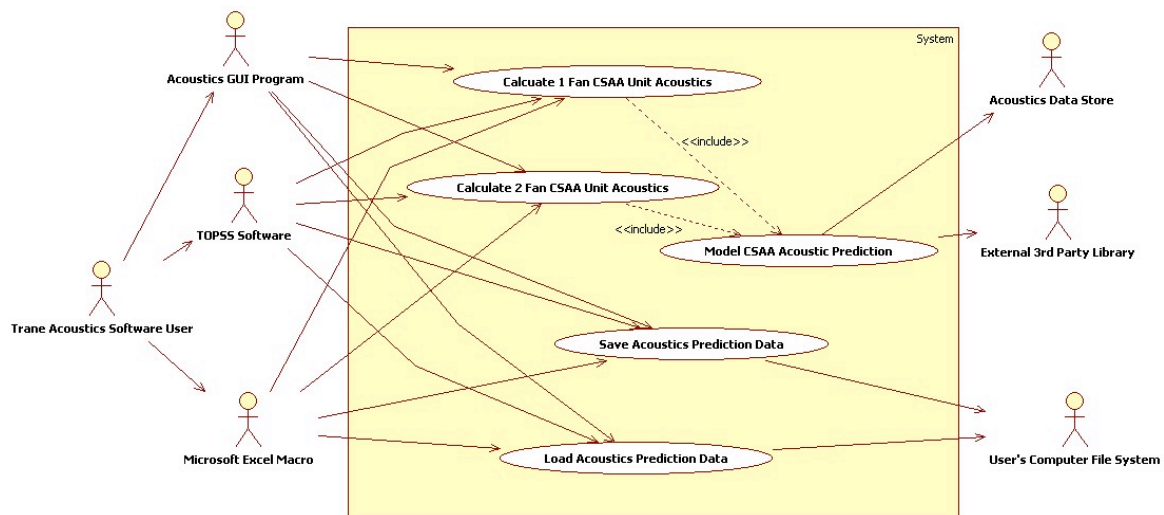 System
Acoustics GUI Program
Calcuate 1 Fan CSAA Unit Acoustics
Acoustics Data Store
<<include>>
Calculate 2 Fan CSAA Unit Acoustics
TOPSS Software
<<include>>
Model CSAA Acoustic Prediction
External 3rd Party Library
Trane Acoustics Software User
Save Acoustics Prediction Data
Microsoft Excel Macro
Load Acoustics Prediction Data
User's Computer File System